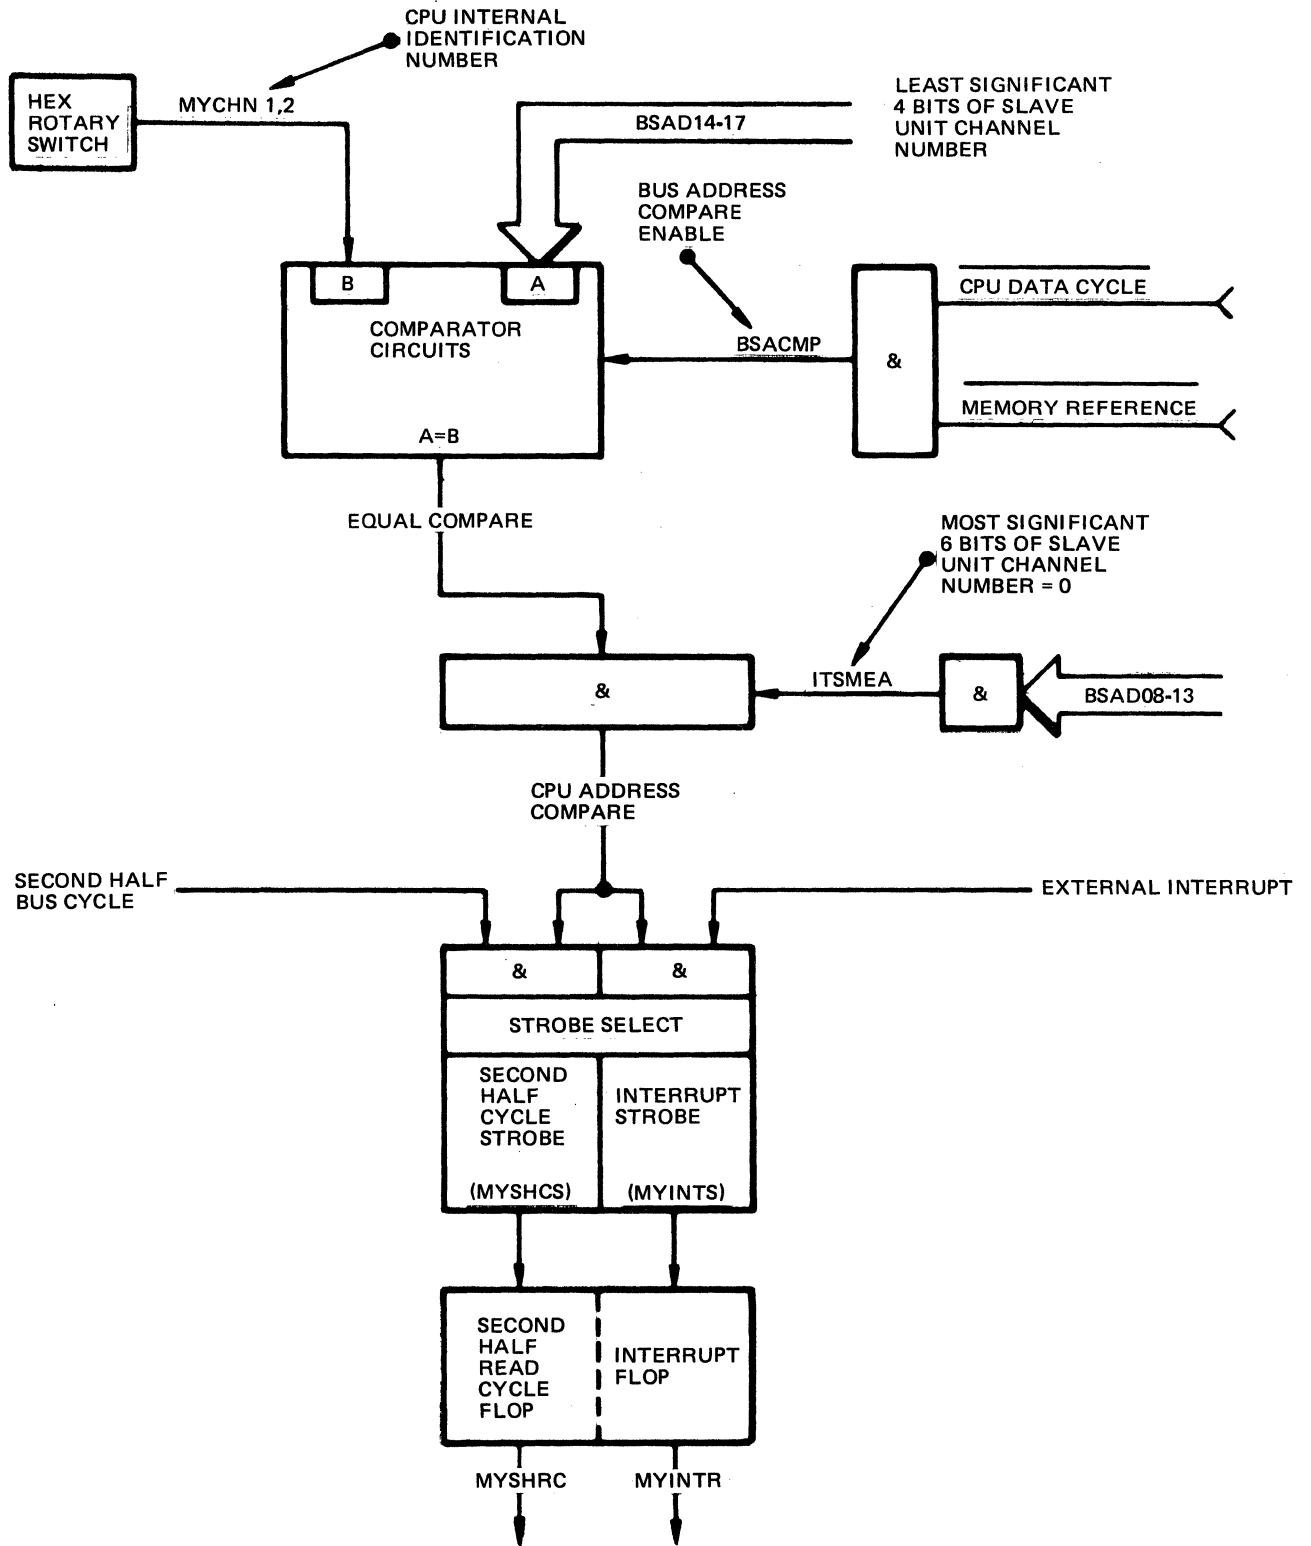 CPU INTERNAL
IDENTIFICATION
NUMBER
HEX
ROTARY
SWITCH
MYCHN 1,2
BSAD14-17
LEAST SIGNIFICANT
4 BITS OF SLAVE
UNIT CHANNEL
NUMBER
BUS ADDRESS
COMPARE
ENABLE
B
A
COMPARATOR
CIRCUITS
A=B
BSACMP
&
CPU DATA CYCLE
MEMORY REFERENCE
EQUAL COMPARE
MOST SIGNIFICANT
6 BITS OF SLAVE
UNIT CHANNEL
NUMBER = 0
&
ITSMEA
&
BSAD08-13
CPU ADDRESS
COMPARE
SECOND HALF
BUS CYCLE
EXTERNAL INTERRUPT
&
&
STROBE SELECT
SECOND
HALF
CYCLE
STROBE
(MYSHCS)
INTERRUPT
STROBE
(MYINTS)
SECOND
HALF
READ
CYCLE
FLOP
INTERRUPT
FLOP
MYSHRC
MYINTR